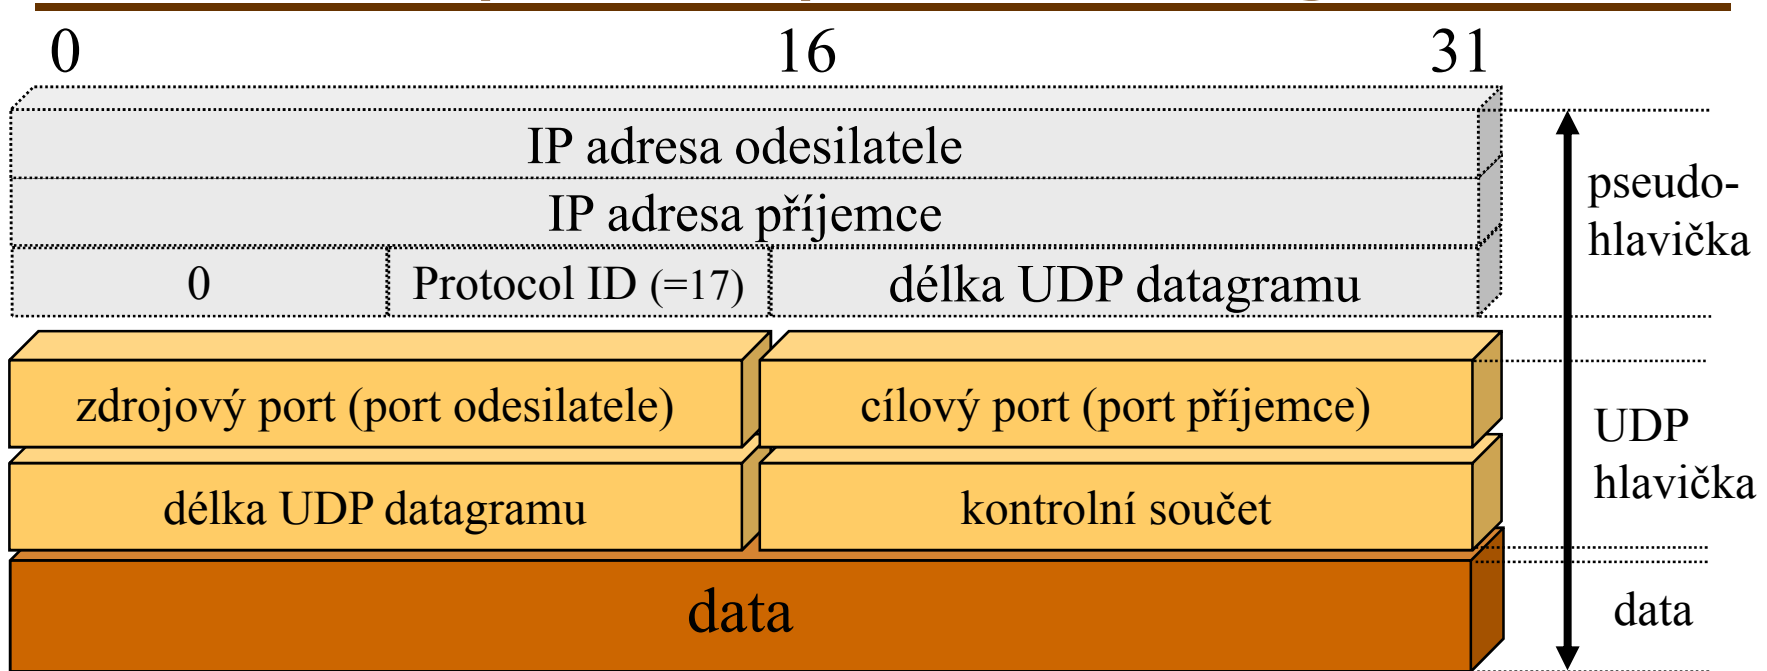 0 16 31
IP adresa odesilatele
IP adresa příjemce
0 Protocol ID (=17) délka UDP datagramu
pseudo-
hlavička
zdrojový port (port odesilatele) cílový port (port příjemce)
délka UDP datagramu kontrolní součet
UDP
hlavička
data
data